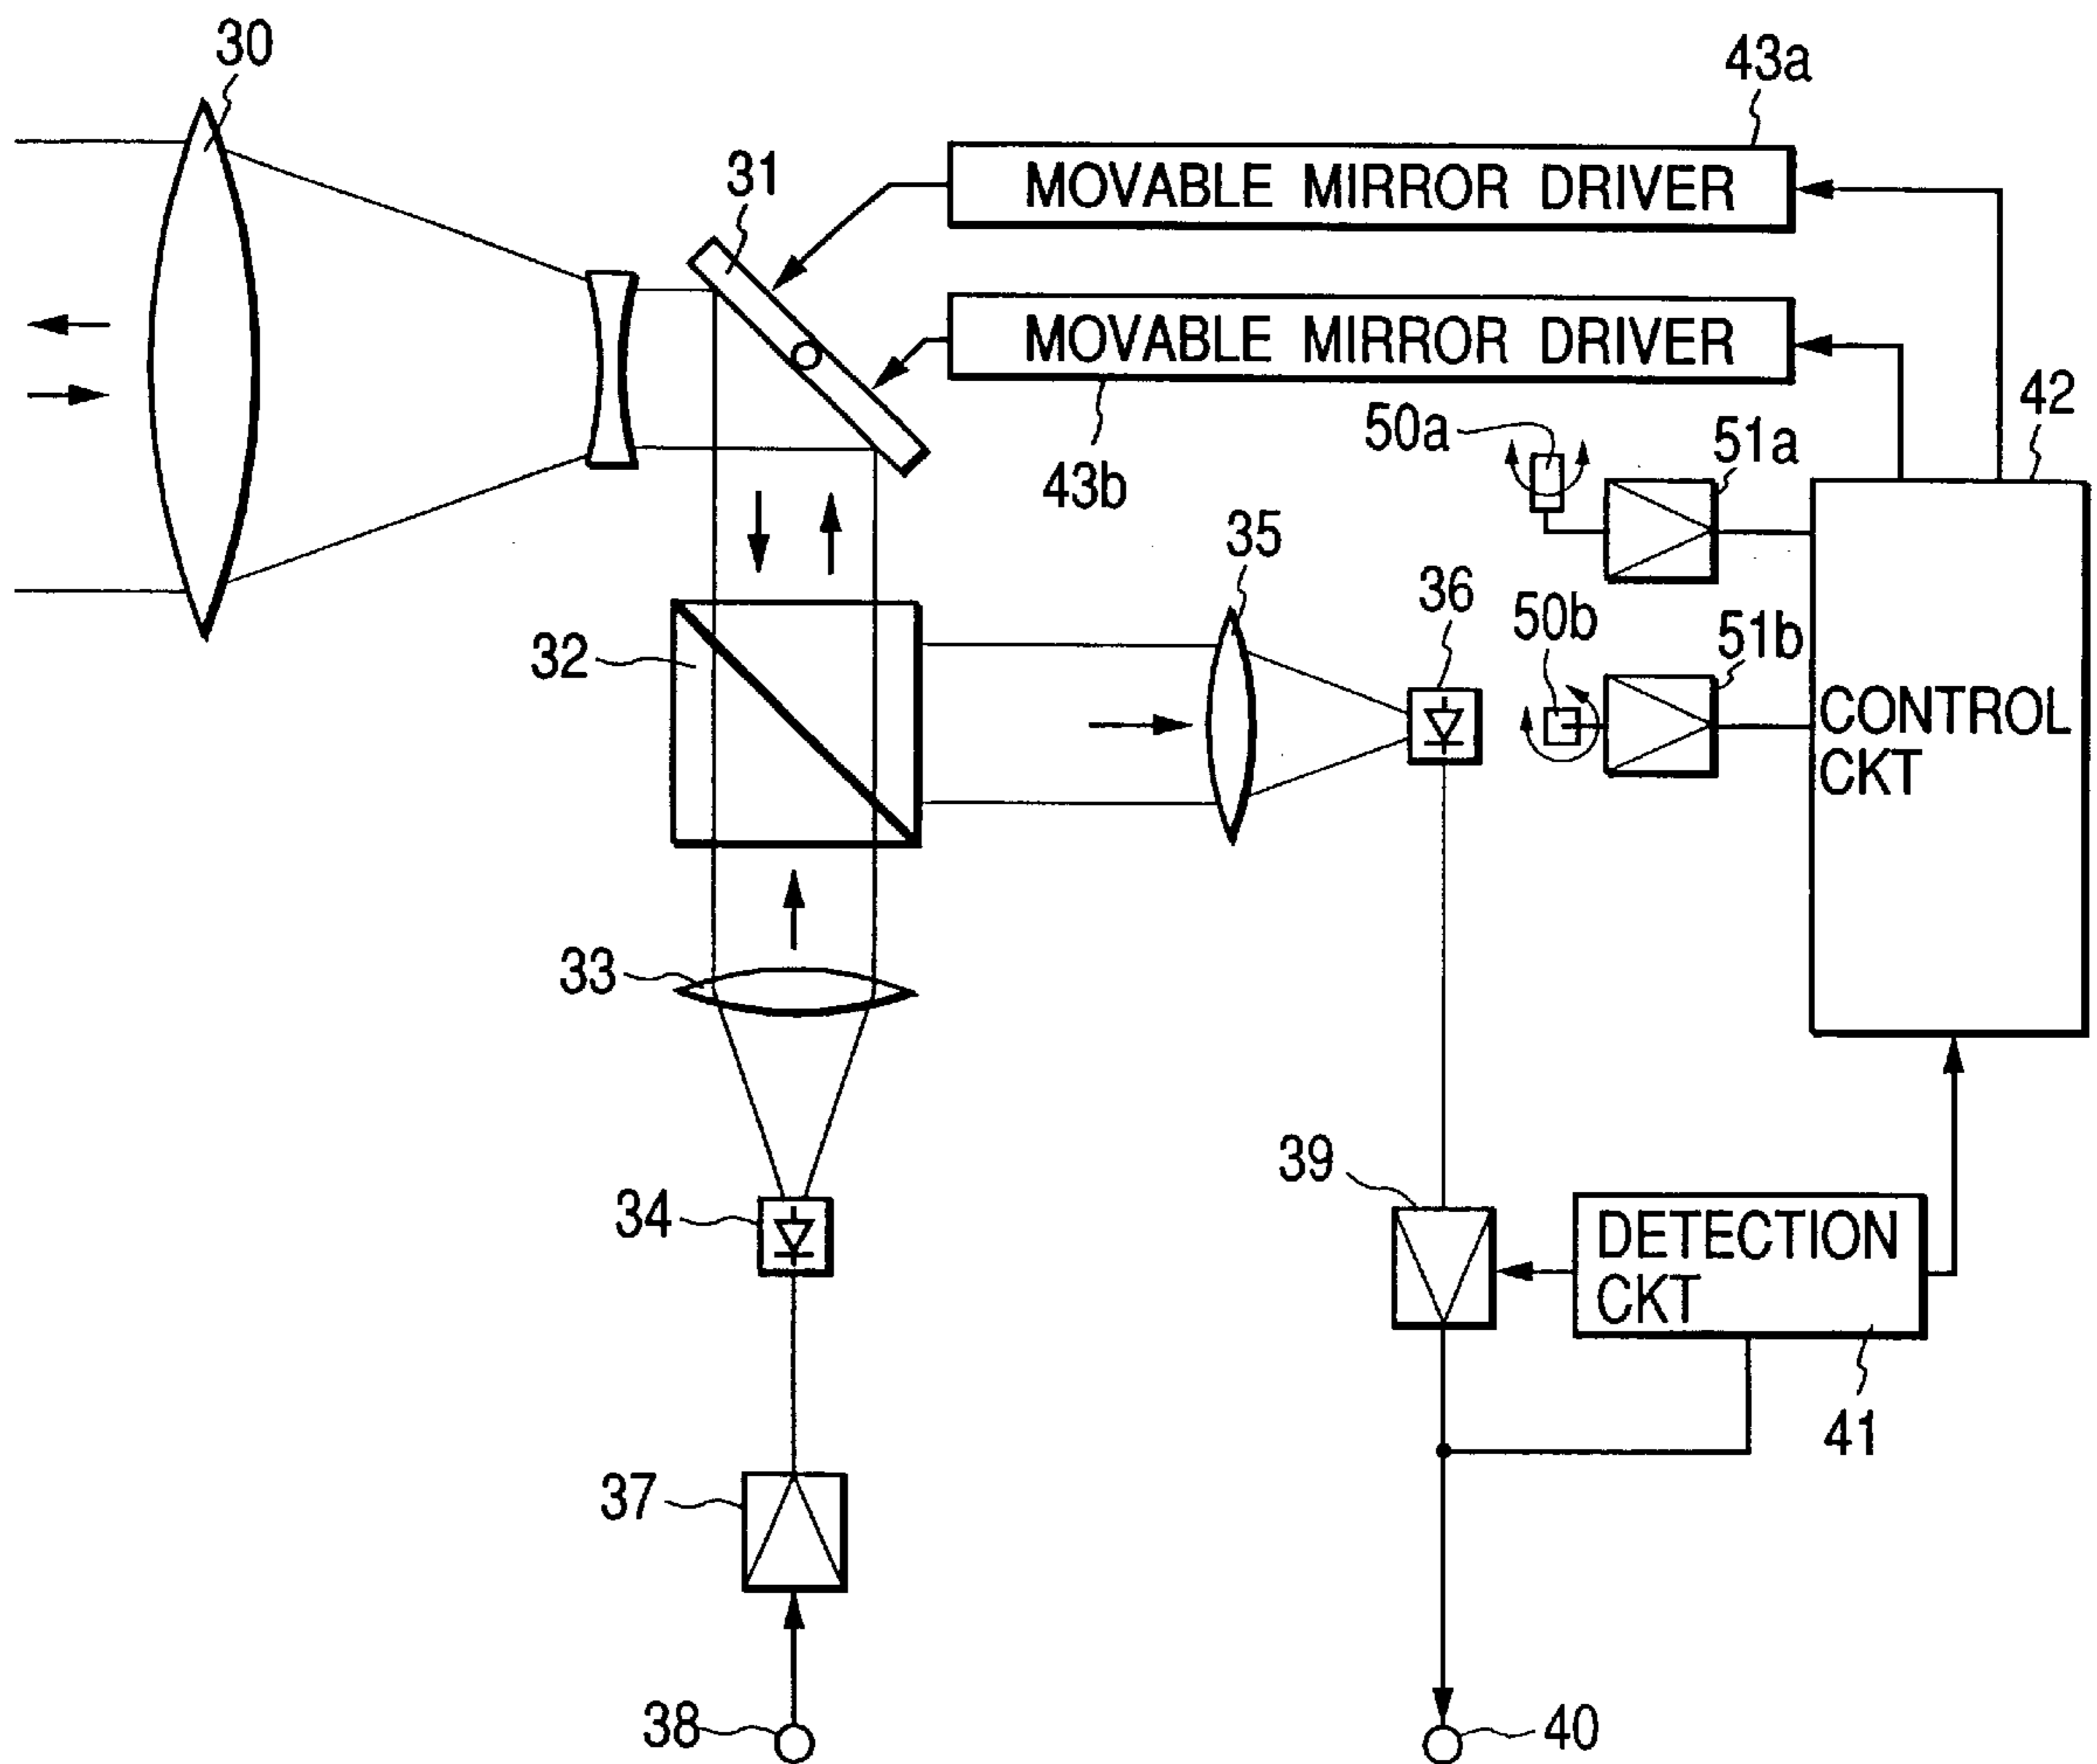 30
43a
31
MOVABLE MIRROR DRIVER
MOVABLE MIRROR DRIVER
43b
50a
51a
42
35
36
50b
51b
32
CONTROL
CKT
33
39
34
DETECTION
CKT
41
37
38
40